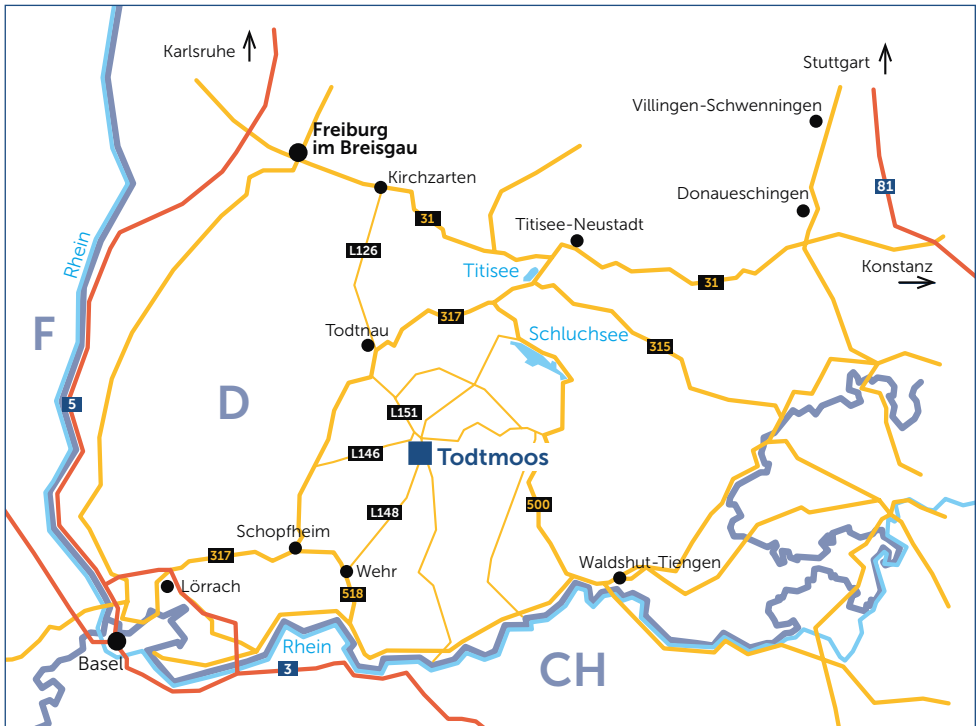 Karlsruhe
Stuttgart
Villingen-Schwenningen
Freiburg
im Breisgau
Kirchzarten
81
Donaueschingen
31
Titisee-Neustadt
Rhein
L126
Titisee
Konstanz
31
F
317
Todtnau
Schluchsee
315
5
D
L151
L146
Todtmoos
500
L148
Schopfheim
317
Wehr
Waldshut-Tiengen
Lörrach
518
Rhein
Basel
3
CH